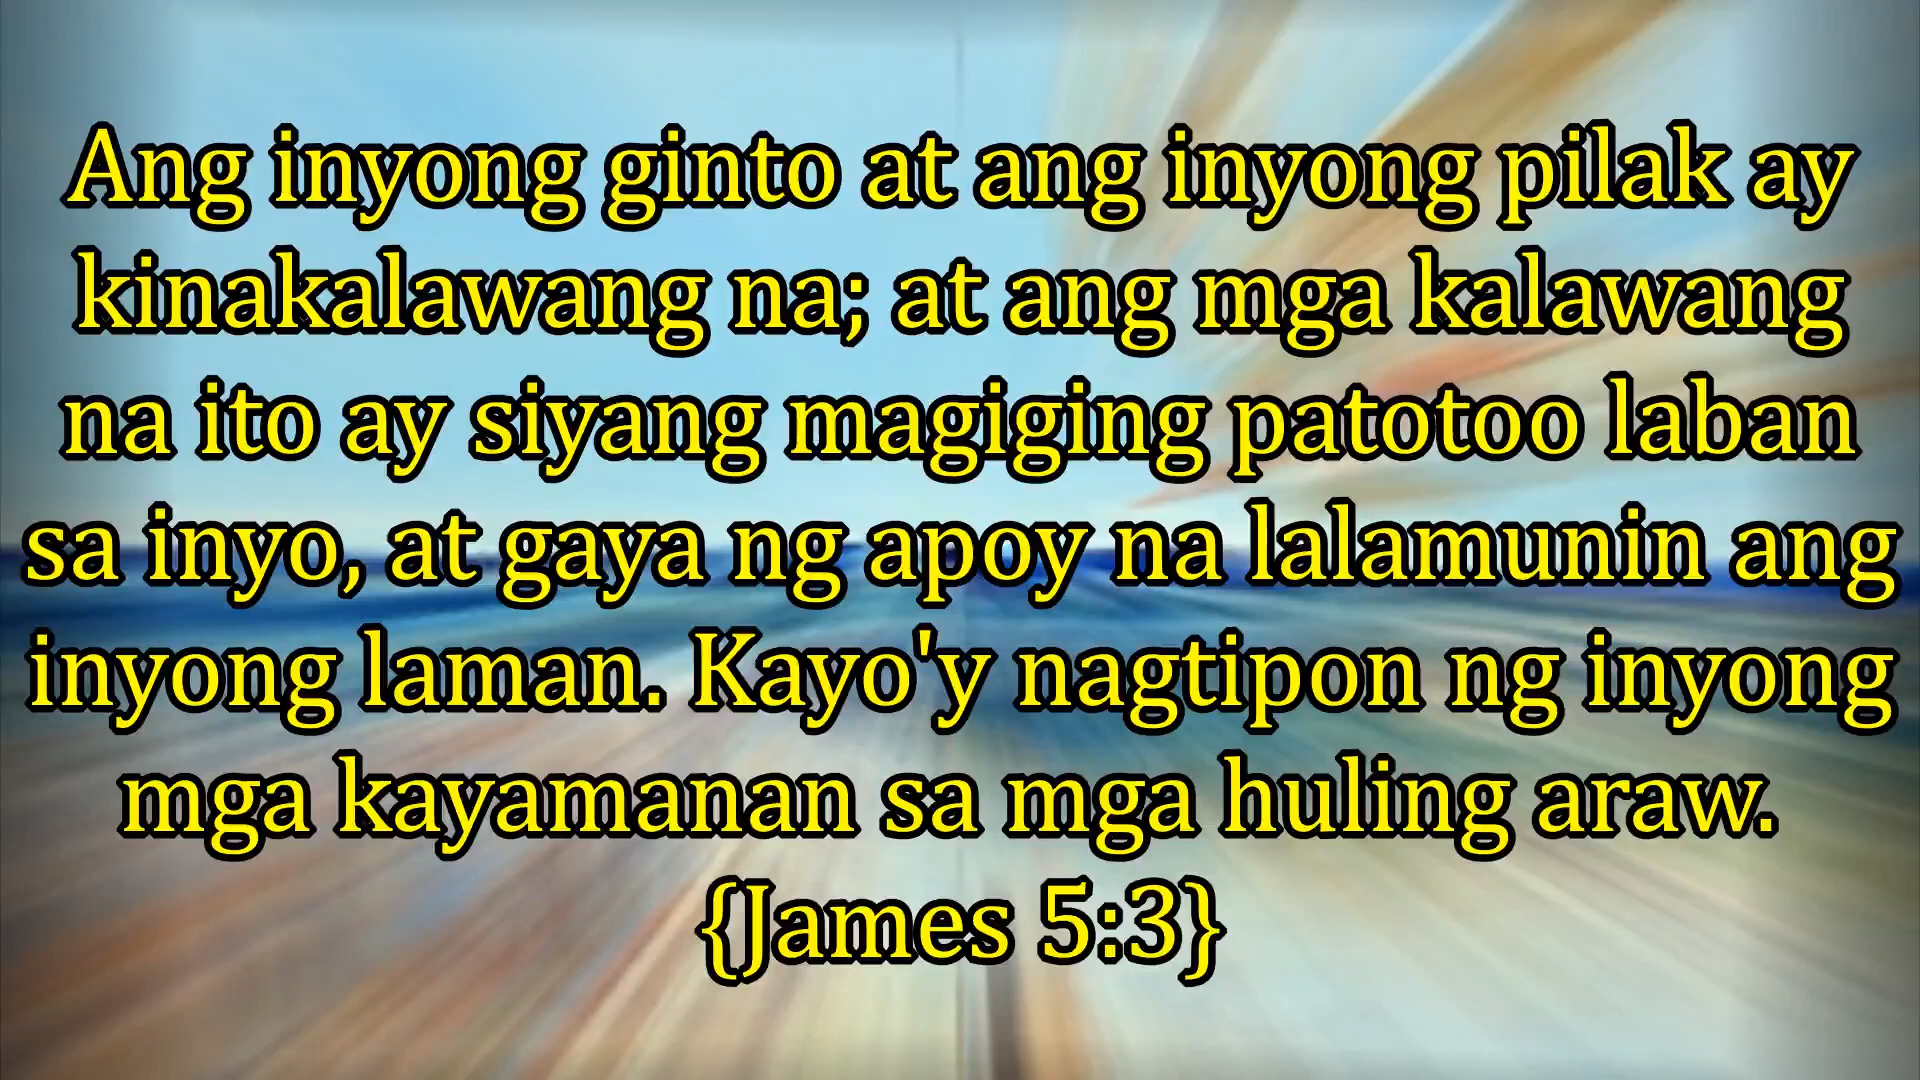 Ang inyong ginto at ang inyong pilak ay
kinakalawang na; at ang mga kalawang
na ito ay siyang magiging patotoo laban
sa inyo, at gaya ng apoy na lalamunin ang
inyong laman. Kayo'y nagtipon ng inyong
mga kayamanan sa mga huling araw.
{James 5:3}